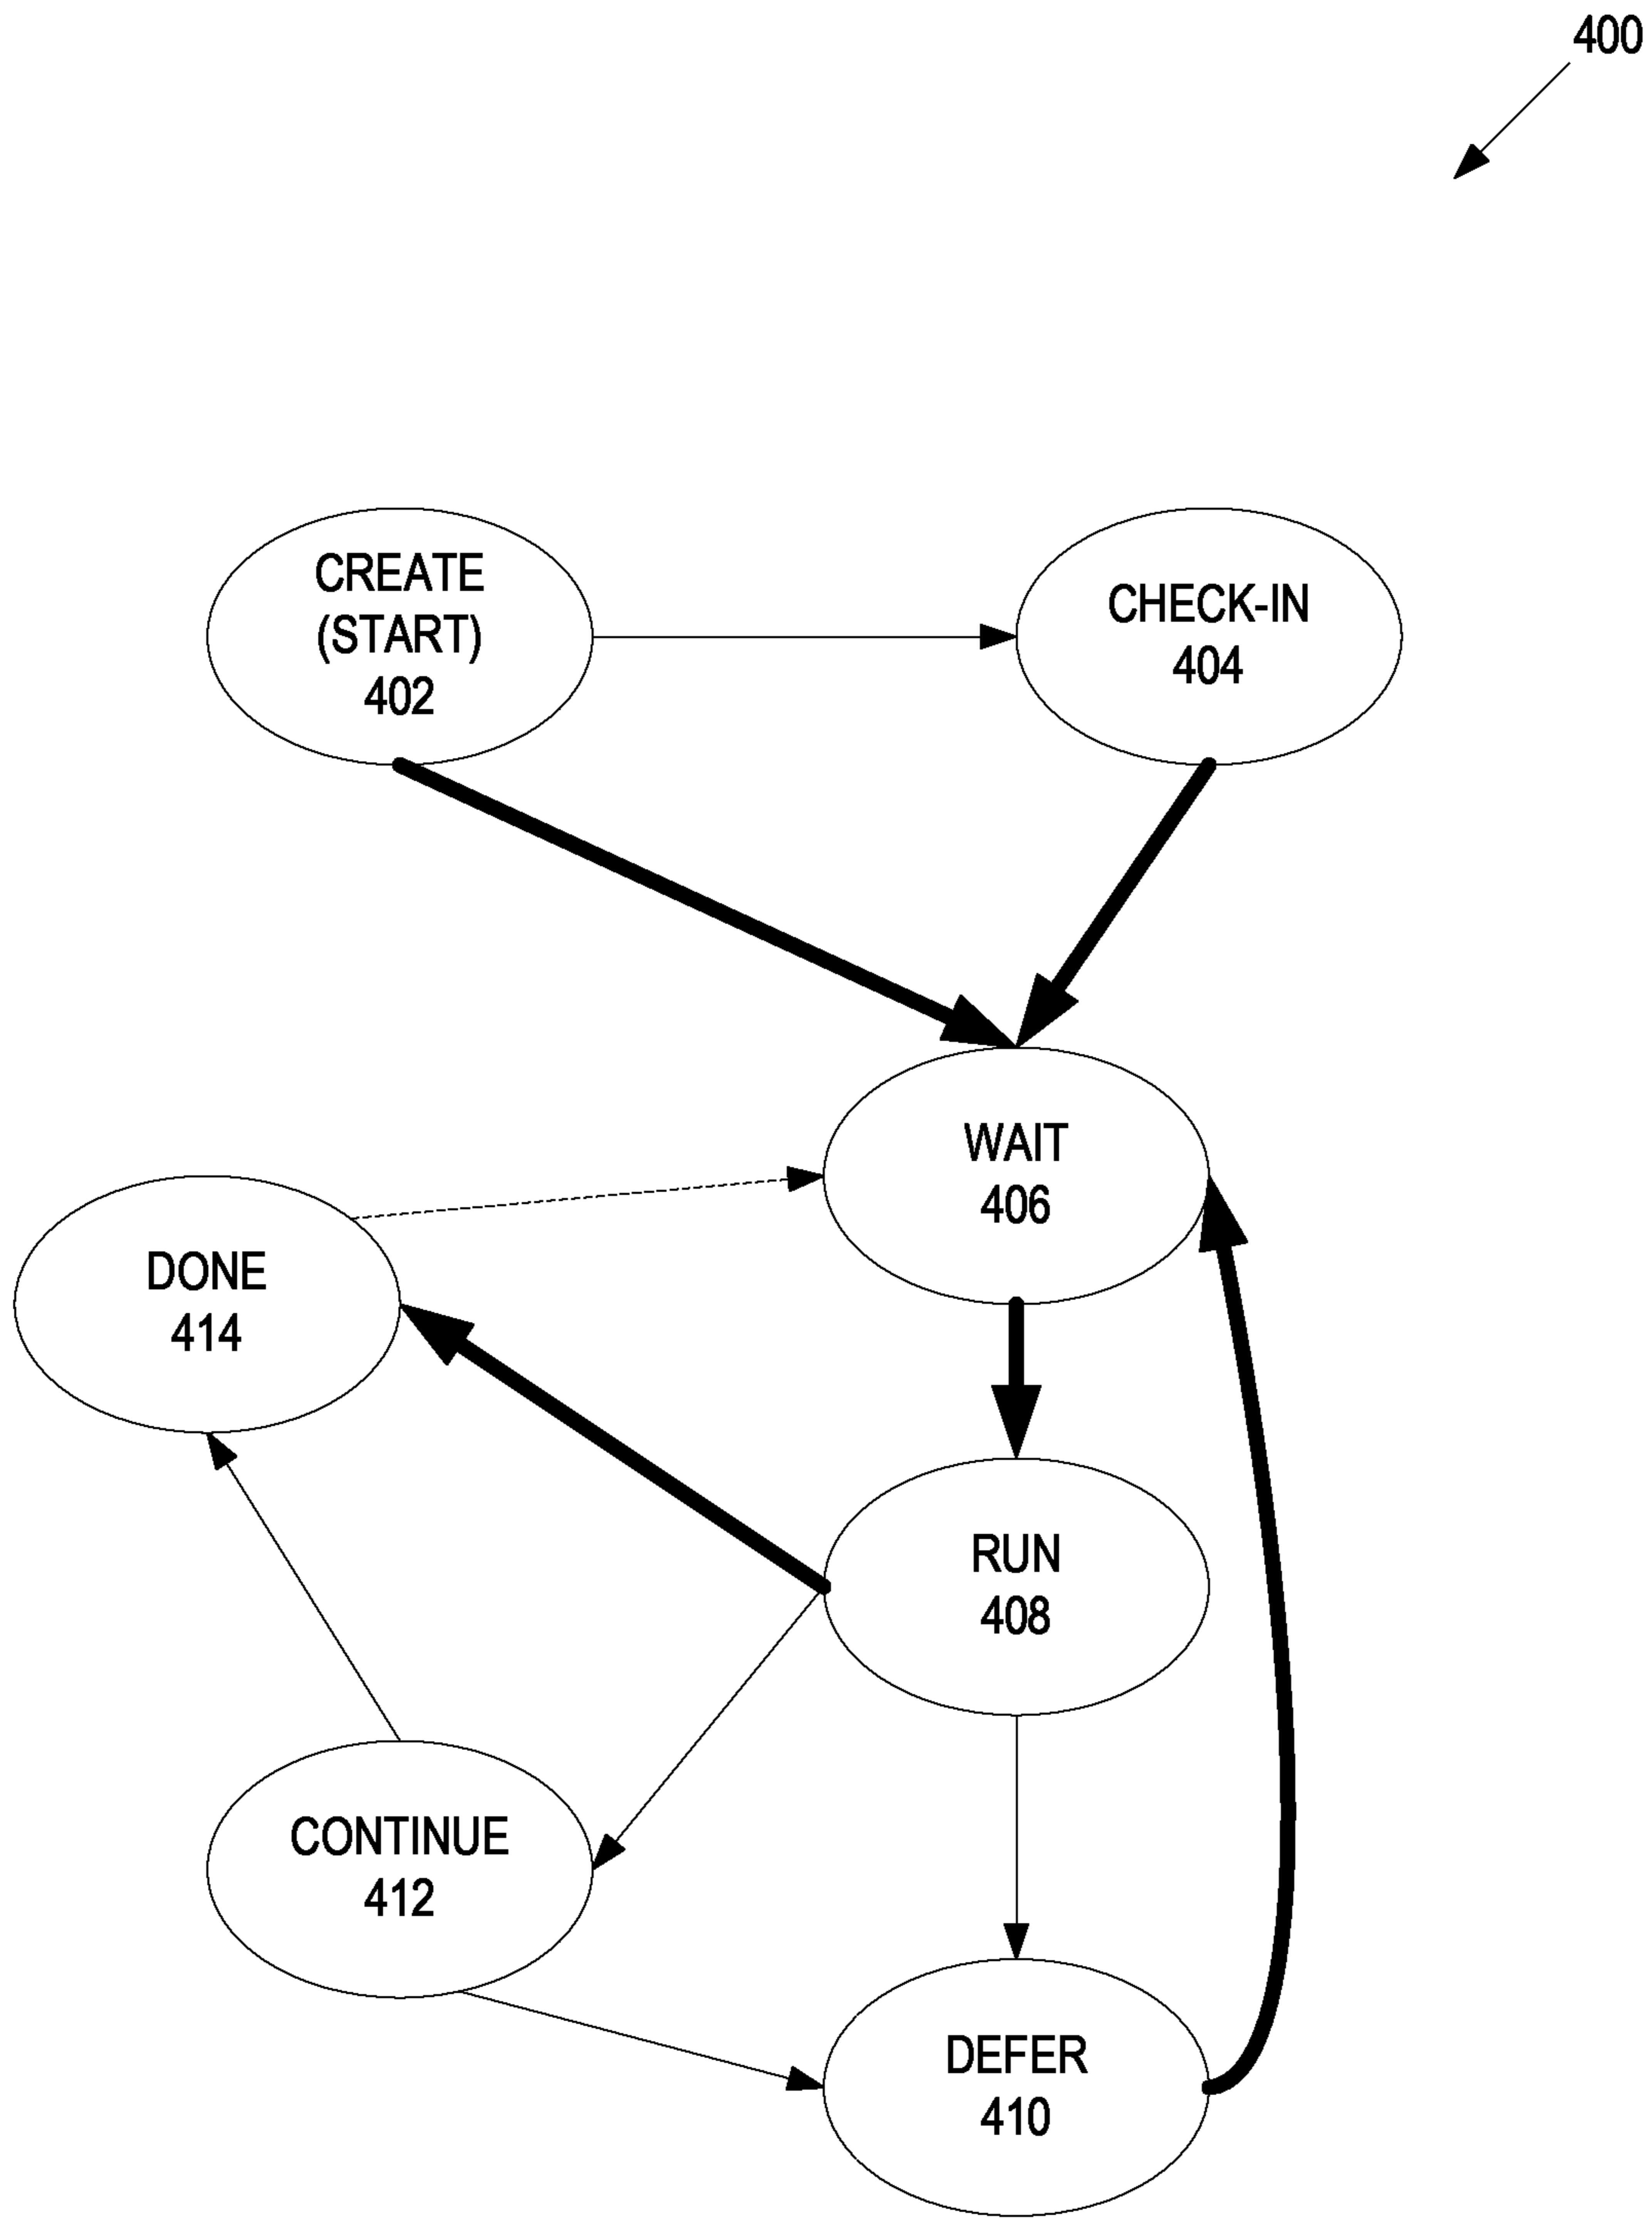 400
CREATE
(START)
402
CHECK-IN
404
WAIT
406
DONE
414
RUN
408
CONTINUE
412
DEFER
410